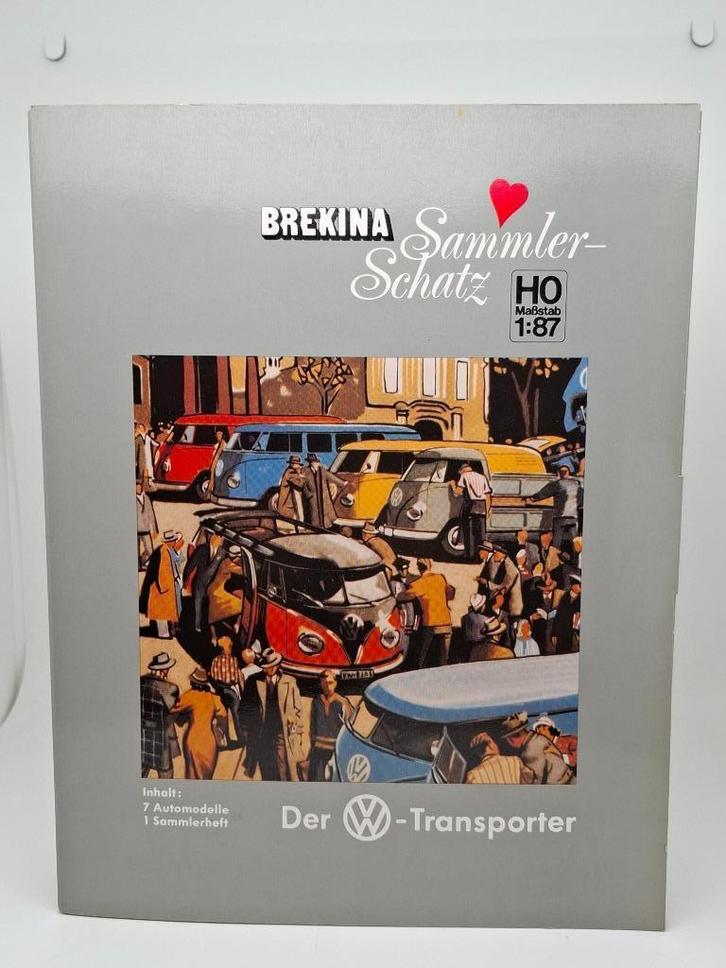 BREKINA Sammler-
Schatz
HO
Maßstab
1:87
Inhalt:
7 Automodelle
1 Sammlerheft
Der VW-Transporter